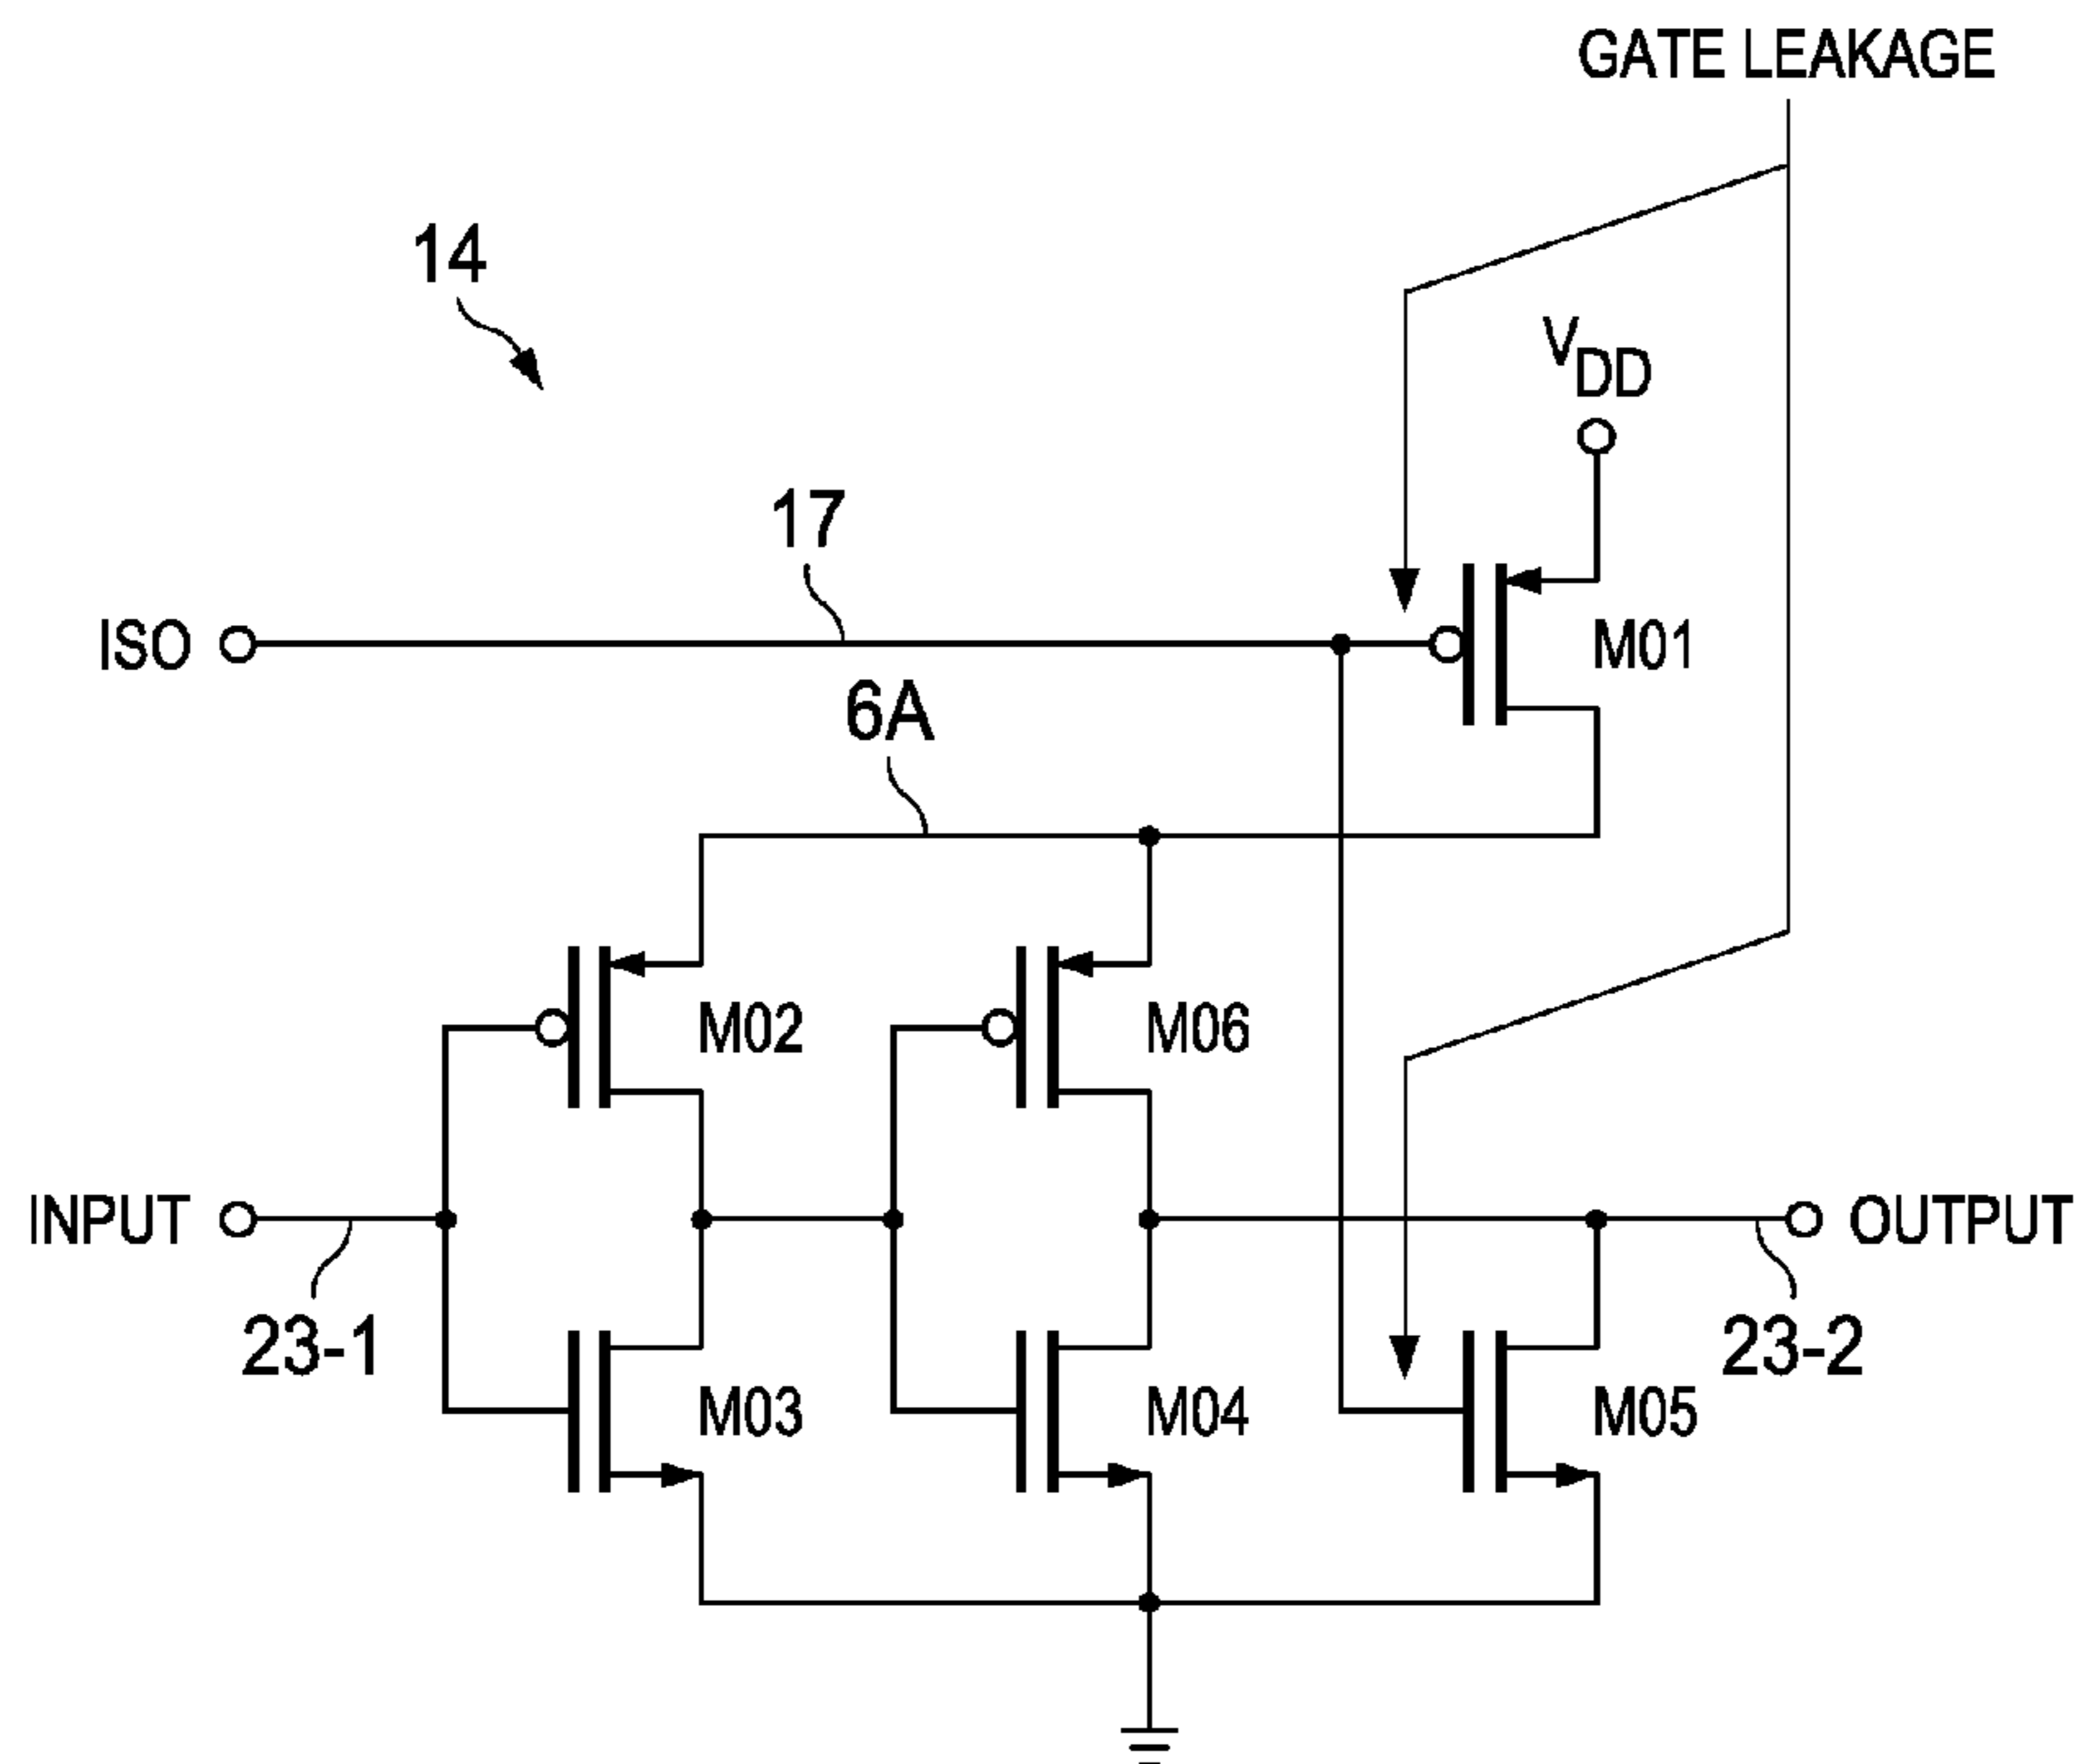 GATE LEAKAGE
14
VDD
17
ISO
M01
6A
M02
M06
INPUT
OUTPUT
23-1
23-2
M03
M04
M05